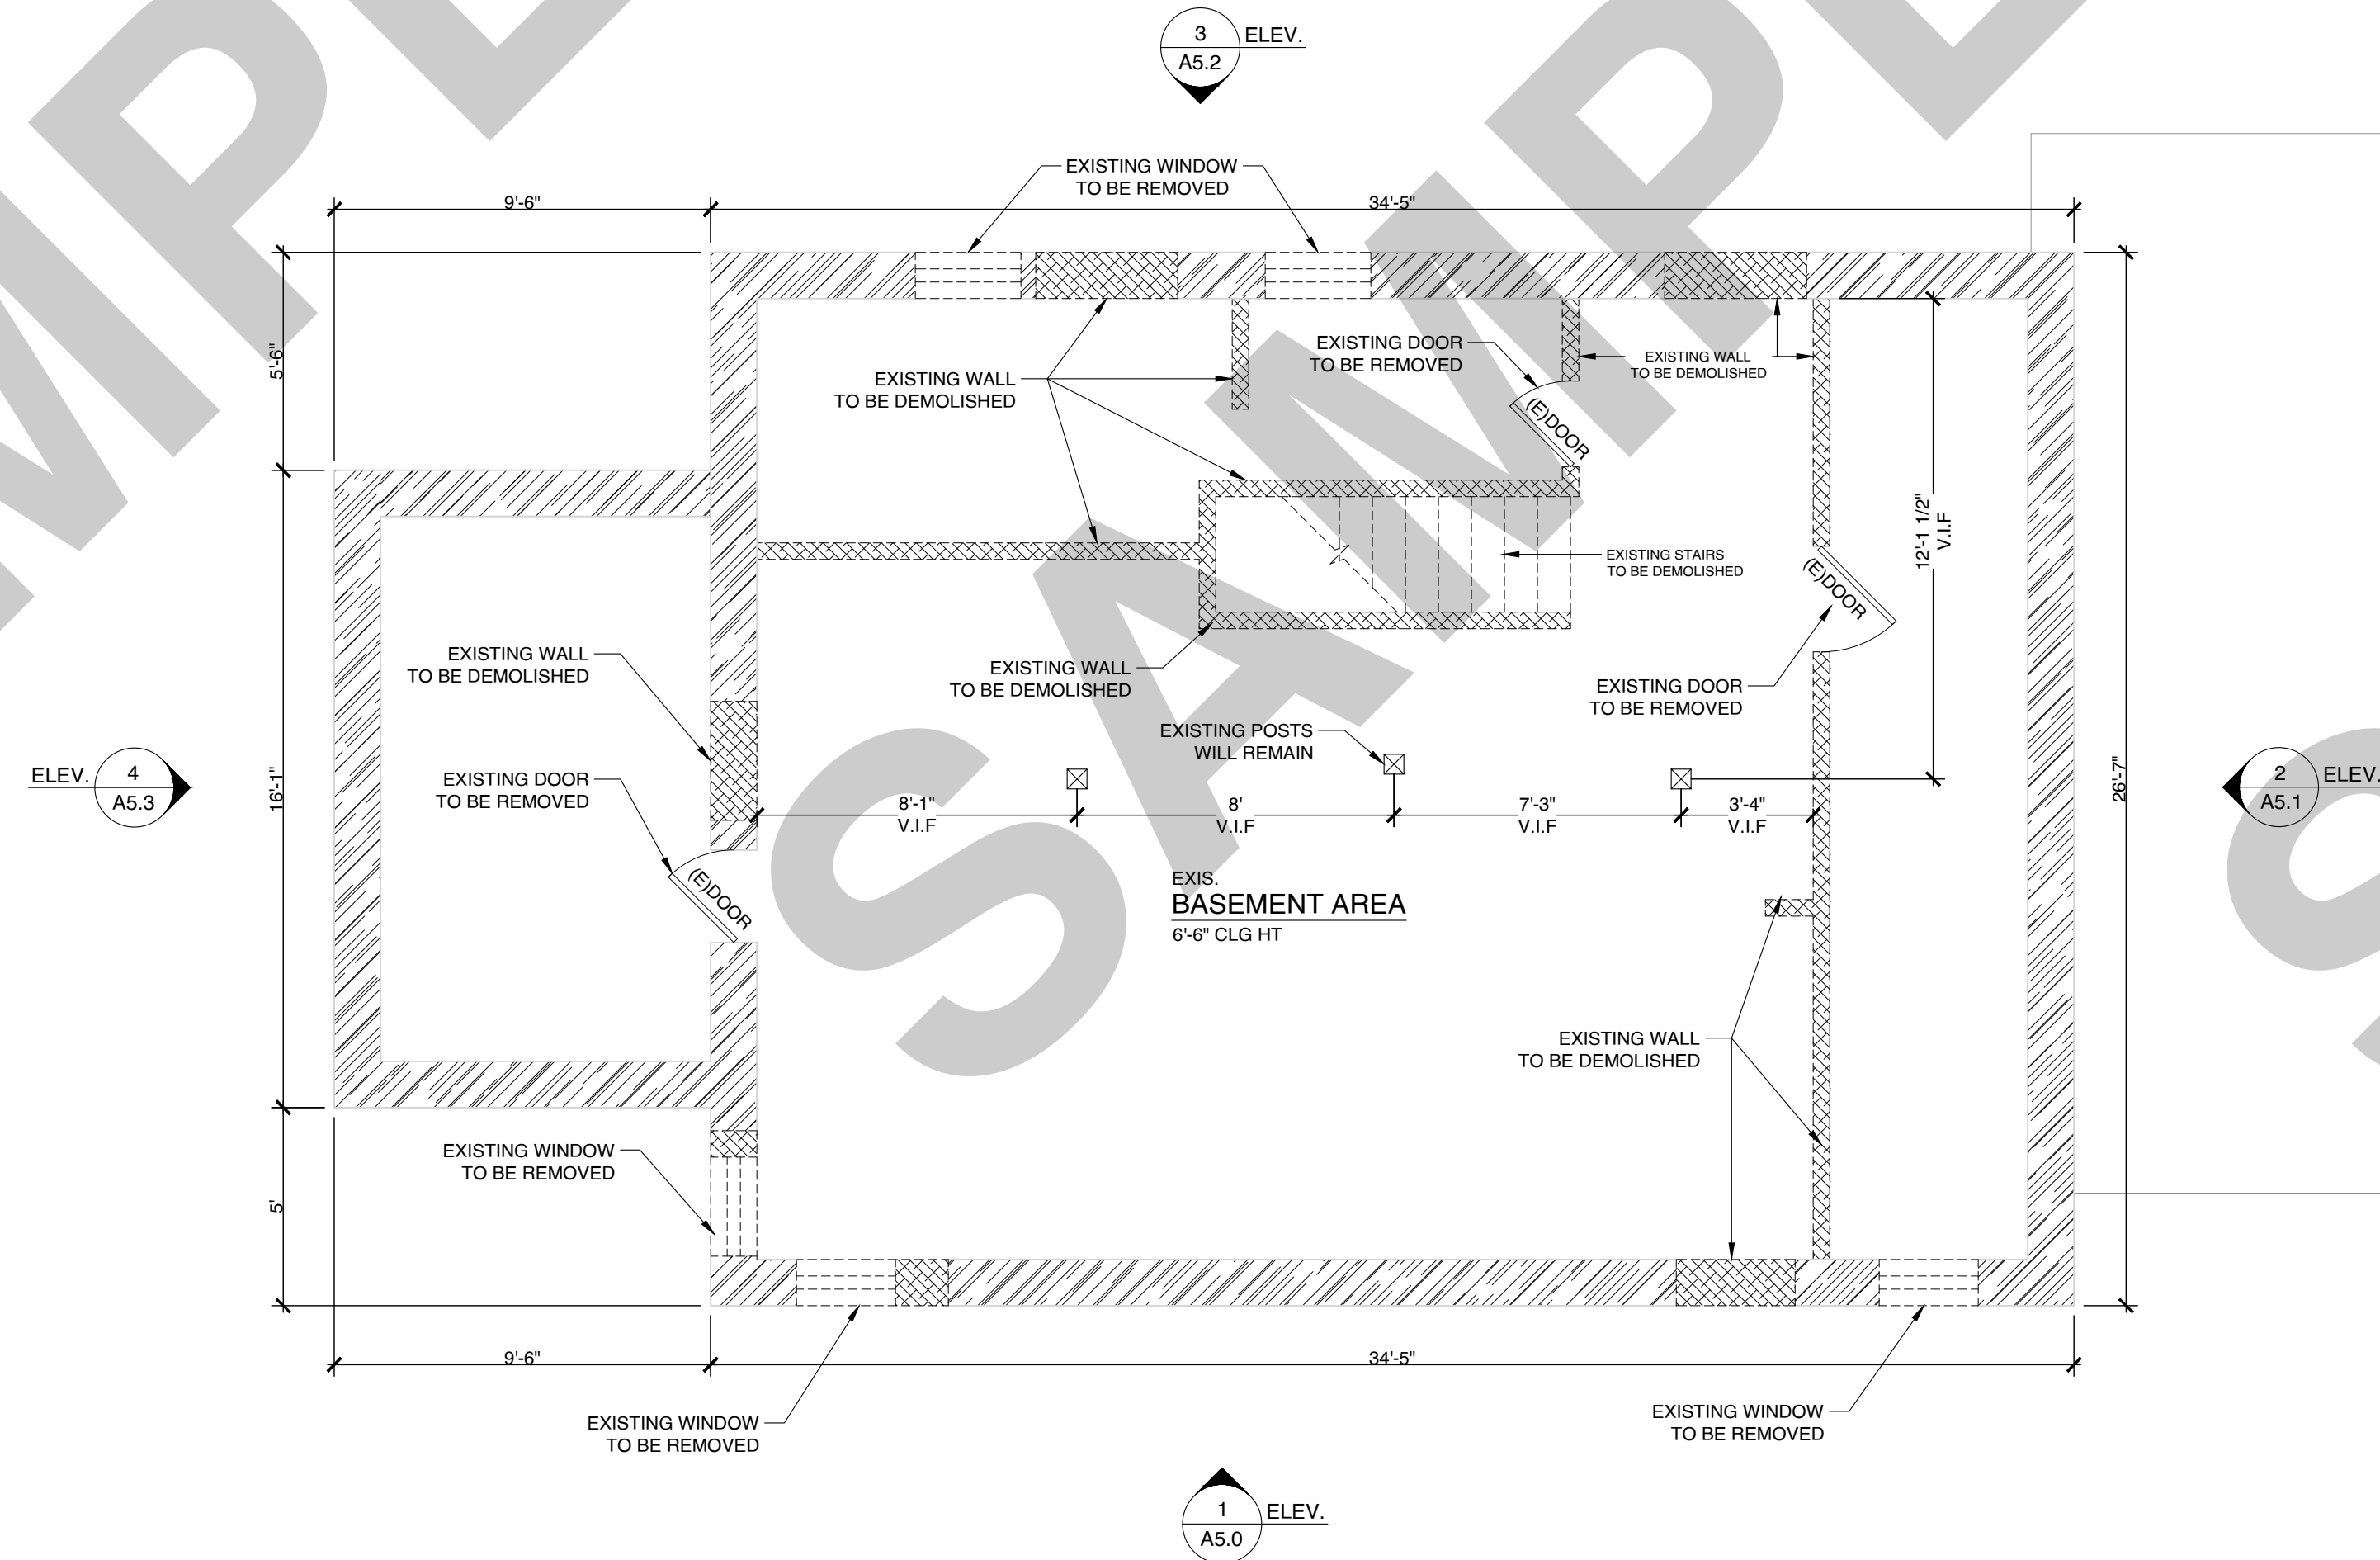 3
ELEV.
A5.2
EXISTING WINDOW
TO BE REMOVED
9'-6"
34'-5"
5'-6"
EXISTING DOOR
TO BE REMOVED
EXISTING WALL
TO BE DEMOLISHED
EXISTING WALL
TO BE DEMOLISHED
(E)DOOR
12'-1 1/2"
V.I.F
EXISTING STAIRS
TO BE DEMOLISHED
(E)DOOR
EXISTING WALL
TO BE DEMOLISHED
EXISTING WALL
TO BE DEMOLISHED
EXISTING DOOR
TO BE REMOVED
EXISTING POSTS
WILL REMAIN
ELEV.
4
A5.3
EXISTING DOOR
TO BE REMOVED
16'-1"
8'-1"
V.I.F
8'
V.I.F
7'-3"
V.I.F
3'-4"
V.I.F
26'-7"
2
ELEV.
A5.1
(E)DOOR
EXIS.
BASEMENT AREA
6'-6" CLG HT
EXISTING WALL
TO BE DEMOLISHED
EXISTING WINDOW
TO BE REMOVED
5'
9'-6"
34'-5"
EXISTING WINDOW
TO BE REMOVED
EXISTING WINDOW
TO BE REMOVED
1
ELEV.
A5.0
SAMPLE